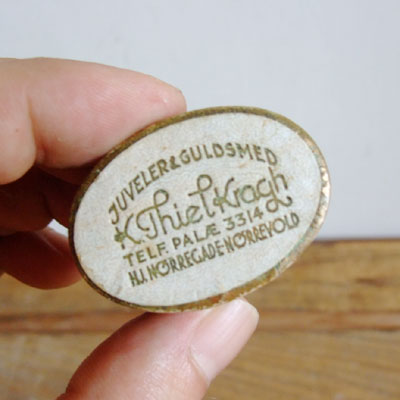 JUVELER & GULDSMED
K Thiel Kragh
TELF. PALÆ 3314
HJ. NØRREGADE-NØRREVOLD